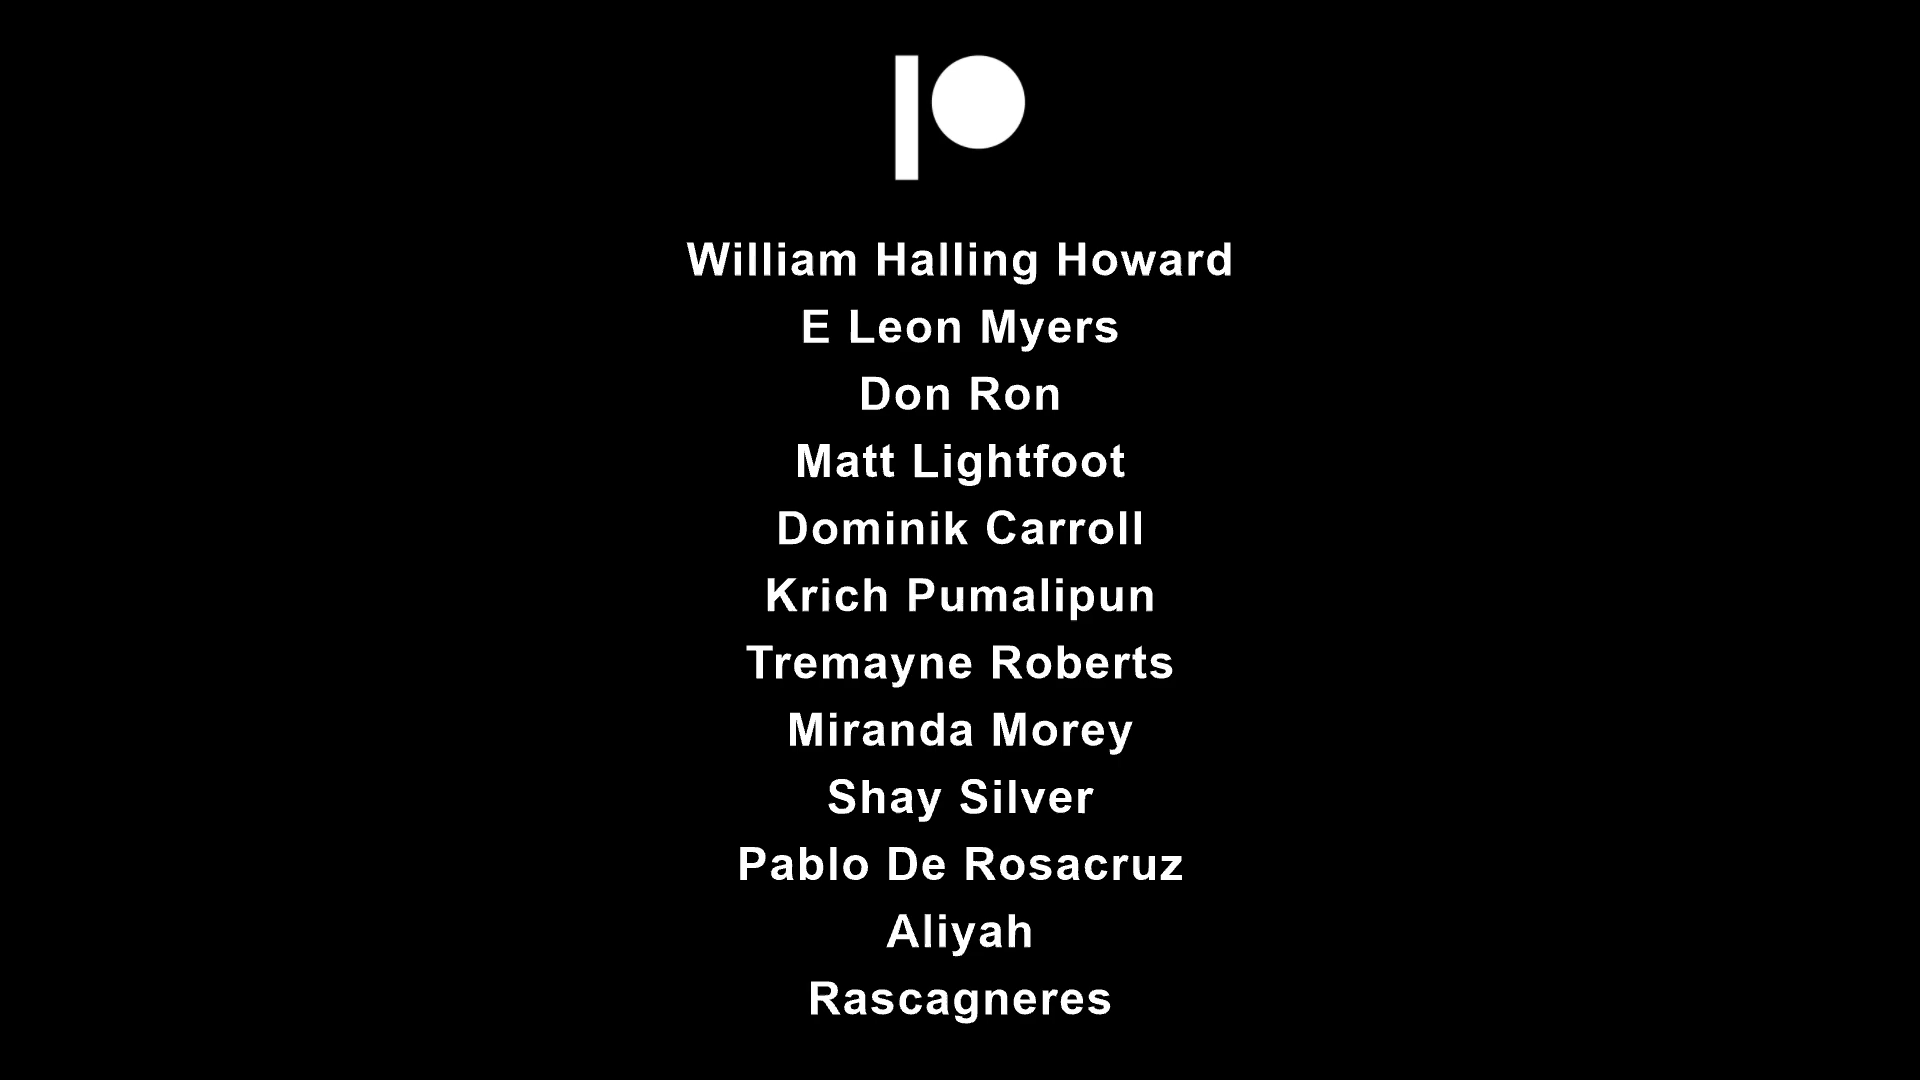 William Halling Howard
E Leon Myers
Don Ron
Matt Lightfoot
Dominik Carroll
Krich Pumalipun
Tremayne Roberts
Miranda Morey
Shay Silver
Pablo De Rosacruz
Aliyah
Rascagneres